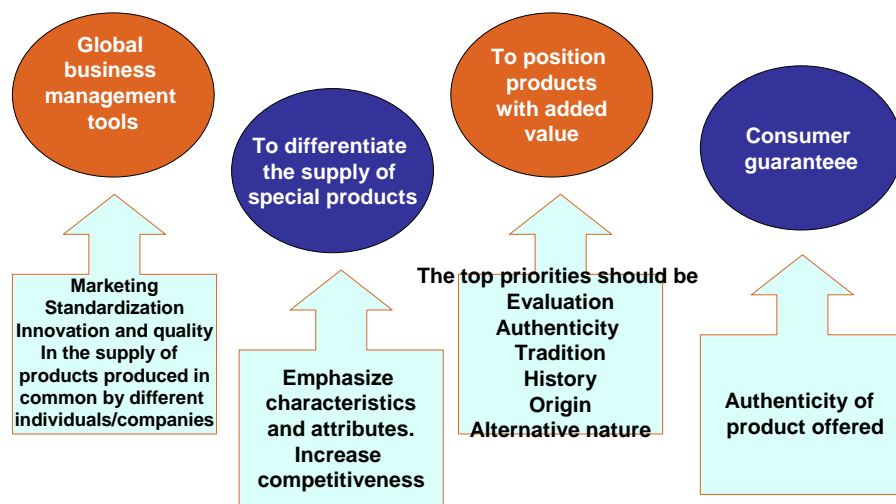 Global
business
management
tools
Marketing
Standardization
Innovation and quality
In the supply of
products produced in
common by different
individuals/companies
To differentiate
the supply of
special products
Emphasize
characteristics
and attributes.
Increase
competitiveness
To position
products
with added
value
The top priorities should be
Evaluation
Authenticity
Tradition
History
Origin
Alternative nature
Consumer
guaranteee
Authenticity of
product offered